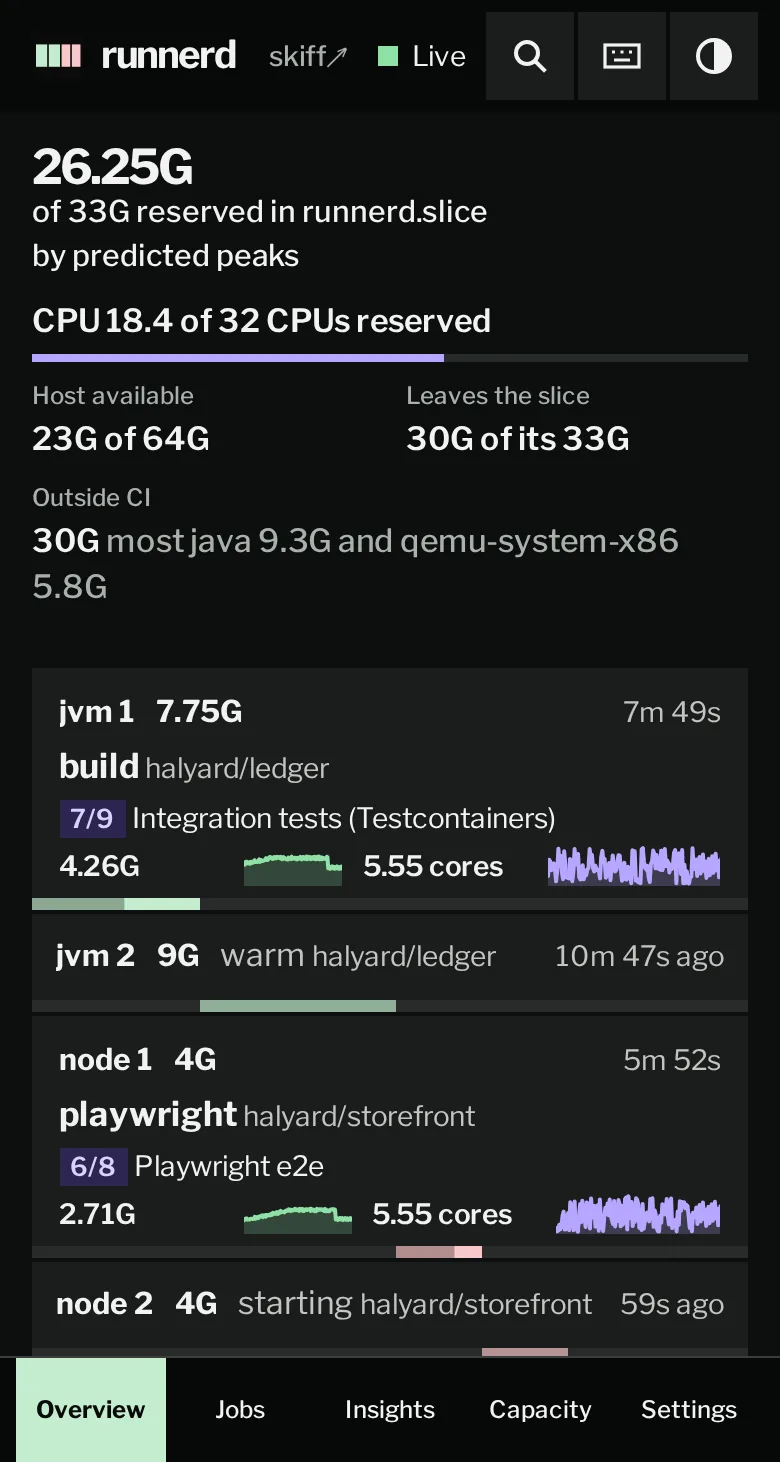 runnerd skiff↗ Live
26.25G
of 33G reserved in runnerd.slice
by predicted peaks
CPU 18.4 of 32 CPUs reserved
Host available
23G of 64G
Leaves the slice
30G of its 33G
Outside CI
30G most java 9.3G and qemu-system-x86
5.8G
jvm 1 7.75G 7m 49s
build halyard/ledger
7/9 Integration tests (Testcontainers)
4.26G 5.55 cores
jvm 2 9G warm halyard/ledger 10m 47s ago
node 1 4G 5m 52s
playwright halyard/storefront
6/8 Playwright e2e
2.71G 5.55 cores
node 2 4G starting halyard/storefront 59s ago
Overview Jobs Insights Capacity Settings